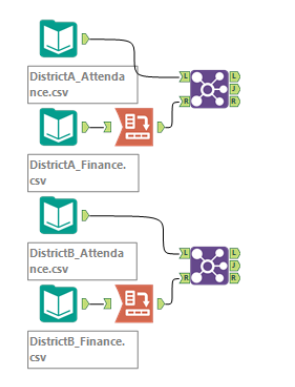 L
L
J
R
R
DistrictA_Attenda
nce.csv
DistrictA_Finance.
csv
L
L
J
R
R
DistrictB_Attenda
nce.csv
DistrictB_Finance.
csv